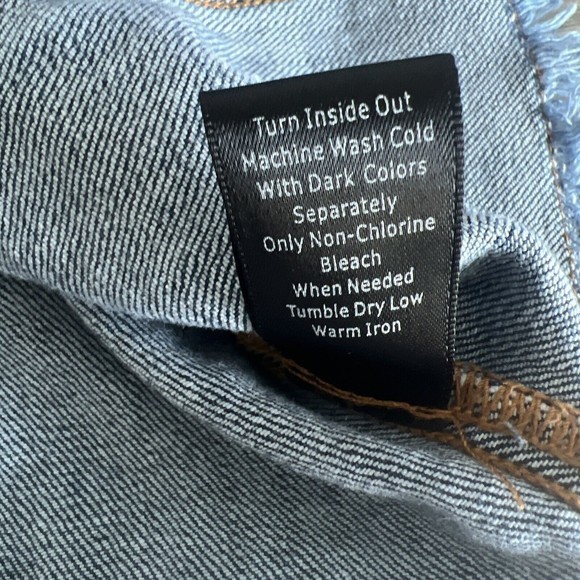 Turn Inside Out
Machine Wash Cold
With Dark Colors
Separately
Only Non-Chlorine
Bleach
When Needed
Tumble Dry Low
Warm Iron